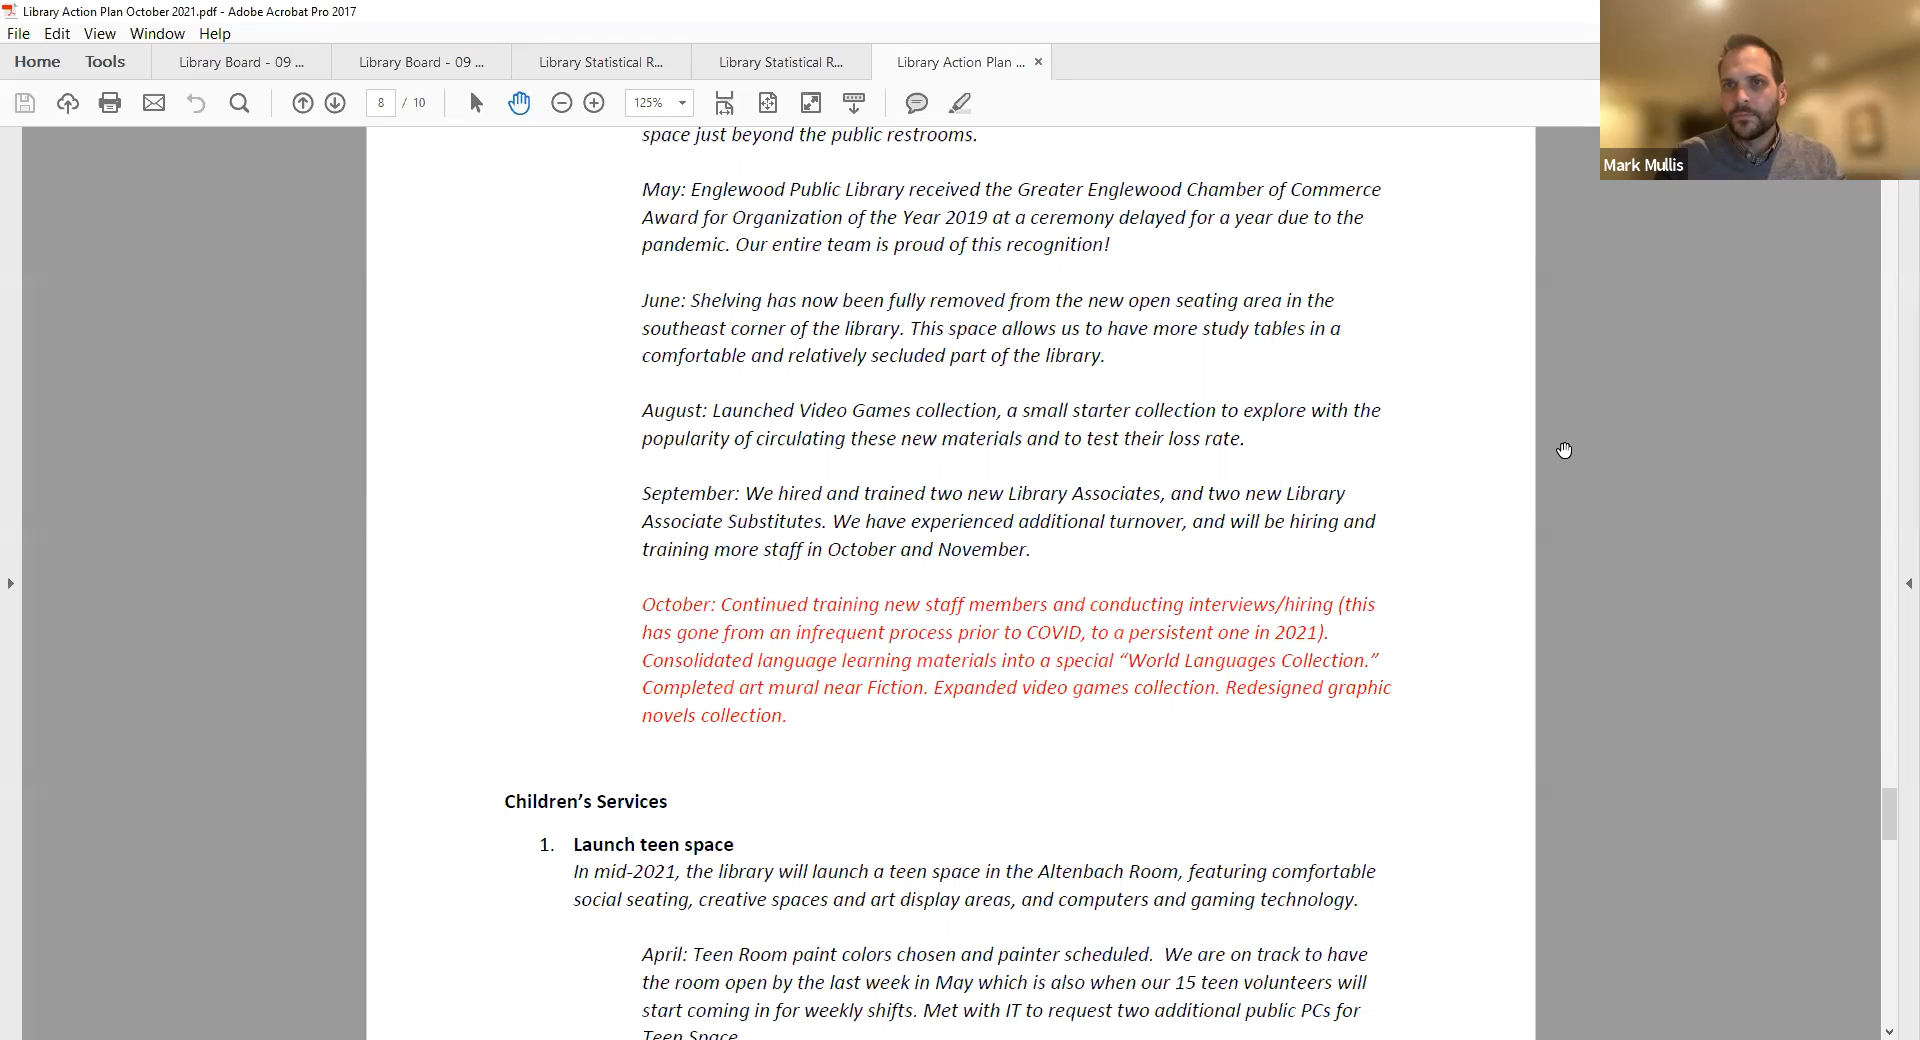 Library Action Plan October 2021.pdf - Adobe Acrobat Pro 2017
File Edit View Window Help
Home Tools Library Board - 09 ... Library Board - 09 ... Library Statistical R... Library Statistical R... Library Action Plan ... ×
8 / 10 125%
Mark Mullis
space just beyond the public restrooms.
May: Englewood Public Library received the Greater Englewood Chamber of Commerce
Award for Organization of the Year 2019 at a ceremony delayed for a year due to the
pandemic. Our entire team is proud of this recognition!
June: Shelving has now been fully removed from the new open seating area in the
southeast corner of the library. This space allows us to have more study tables in a
comfortable and relatively secluded part of the library.
August: Launched Video Games collection, a small starter collection to explore with the
popularity of circulating these new materials and to test their loss rate.
September: We hired and trained two new Library Associates, and two new Library
Associate Substitutes. We have experienced additional turnover, and will be hiring and
training more staff in October and November.
October: Continued training new staff members and conducting interviews/hiring (this
has gone from an infrequent process prior to COVID, to a persistent one in 2021).
Consolidated language learning materials into a special “World Languages Collection.”
Completed art mural near Fiction. Expanded video games collection. Redesigned graphic
novels collection.
Children’s Services
1. Launch teen space
In mid-2021, the library will launch a teen space in the Altenbach Room, featuring comfortable
social seating, creative spaces and art display areas, and computers and gaming technology.
April: Teen Room paint colors chosen and painter scheduled.  We are on track to have
the room open by the last week in May which is also when our 15 teen volunteers will
start coming in for weekly shifts. Met with IT to request two additional public PCs for
Teen Space